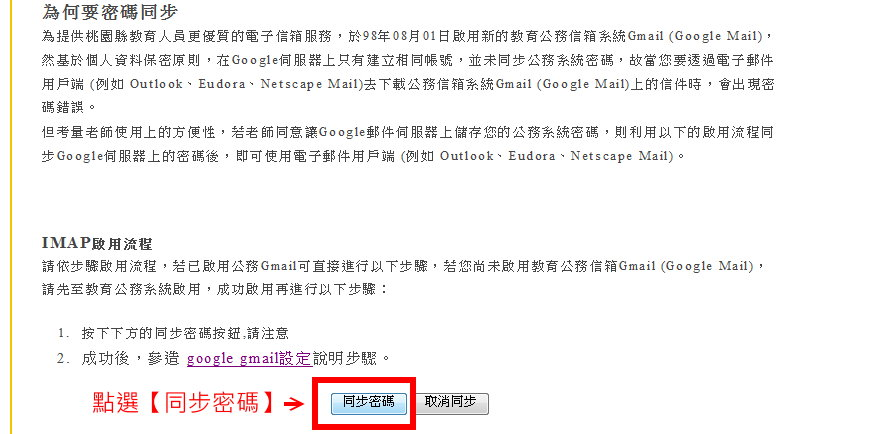 為何要密碼同步
為提供桃園縣教育人員更優質的電子信箱服務，於98年08月01日啟用新的教育公務信箱系統Gmail (Google Mail)，
然基於個人資料保密原則，在Google伺服器上只有建立相同帳號，並未同步公務系統密碼，故當您要透過電子郵件
用戶端 (例如 Outlook、Eudora、Netscape Mail)去下載公務信箱系統Gmail (Google Mail)上的信件時，會出現密
碼錯誤。
但考量老師使用上的方便性，若老師同意讓Google郵件伺服器上儲存您的公務系統密碼，則利用以下的啟用流程同
步Google伺服器上的密碼後，即可使用電子郵件用戶端 (例如 Outlook、Eudora、Netscape Mail)。
IMAP啟用流程
請依步驟啟用流程，若已啟用公務Gmail可直接進行以下步驟，若您尚未啟用教育公務信箱Gmail (Google Mail)，
請先至教育公務系統啟用，成功啟用再進行以下步驟：
1. 按下下方的同步密碼按鈕,請注意
2. 成功後，參造 google gmail設定說明步驟。
點選【同步密碼】→ 同步密碼 取消同步